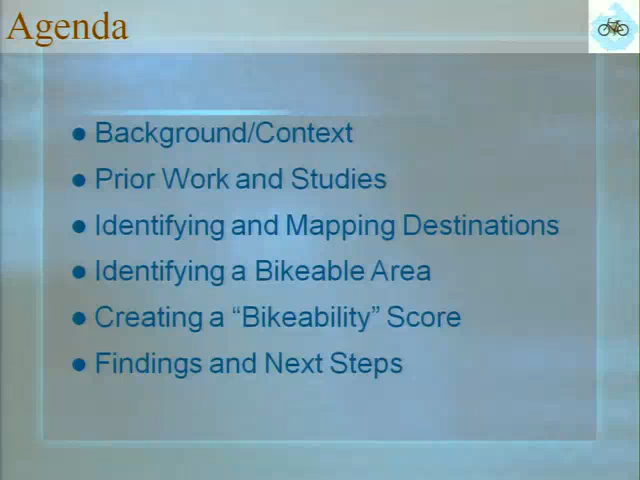 Agenda
● Background/Context
● Prior Work and Studies
● Identifying and Mapping Destinations
● Identifying a Bikeable Area
● Creating a “Bikeability” Score
● Findings and Next Steps